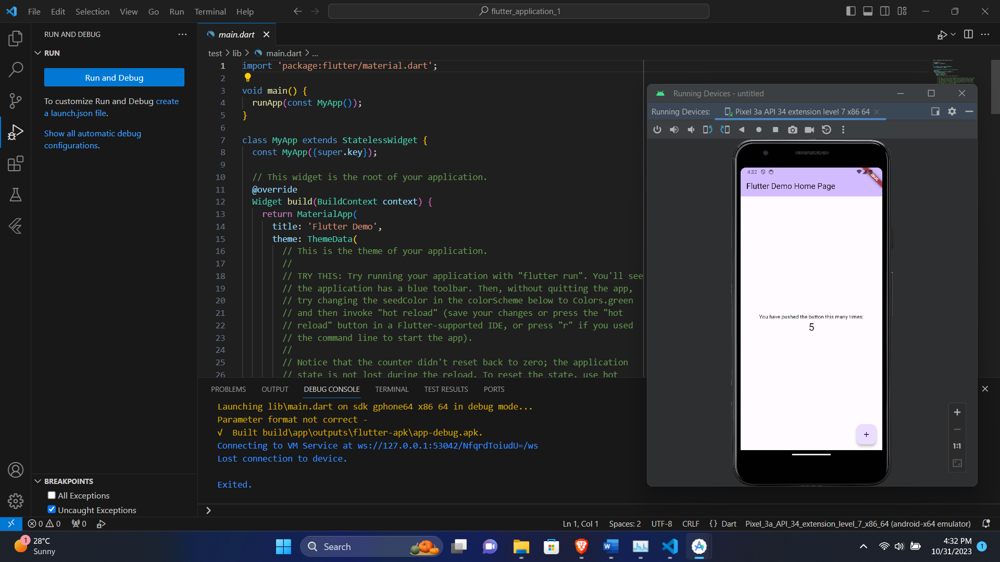 File Edit Selection View Go Run Terminal Help
flutter_application_1
RUN AND DEBUG
RUN
Run and Debug
To customize Run and Debug create
a launch.json file.
Show all automatic debug
configurations.
main.dart
test > lib > main.dart > ...
1 import 'package:flutter/material.dart';
2
3 void main() {
4 runApp(const MyApp());
5 }
6
7 class MyApp extends StatelessWidget {
8 const MyApp({super.key});
9
10 // This widget is the root of your application.
11 @override
12 Widget build(BuildContext context) {
13 return MaterialApp(
14 title: 'Flutter Demo',
15 theme: ThemeData(
16 // This is the theme of your application.
17 //
18 // TRY THIS: Try running your application with "flutter run". You'll see
19 // the application has a blue toolbar. Then, without quitting the app,
20 // try changing the seedColor in the colorScheme below to Colors.green
21 // and then invoke "hot reload" (save your changes or press the "hot
22 // reload" button in a Flutter-supported IDE, or press "r" if you used
23 // the command line to start the app).
24 //
25 // Notice that the counter didn't reset back to zero; the application
26 // state is not lost during the reload. To reset the state, use hot
Running Devices - untitled
Running Devices: Pixel 3a API 34 extension level 7 x86 64
4:32
DEBUG
Flutter Demo Home Page
You have pushed the button this many times:
5
+
1:1
PROBLEMS OUTPUT DEBUG CONSOLE TERMINAL TEST RESULTS PORTS
Launching lib\main.dart on sdk gphone64 x86 64 in debug mode...
Parameter format not correct -
√ Built build\app\outputs\flutter-apk\app-debug.apk.
Connecting to VM Service at ws://127.0.0.1:53042/NfqrdToiudU=/ws
Lost connection to device.
Exited.
BREAKPOINTS
All Exceptions
Uncaught Exceptions
0 0 0
Ln 1, Col 1 Spaces: 2 UTF-8 CRLF {} Dart Pixel_3a_API_34_extension_level_7_x86_64 (android-x64 emulator)
1
28°C
Sunny
Search
4:32 PM
10/31/2023
1